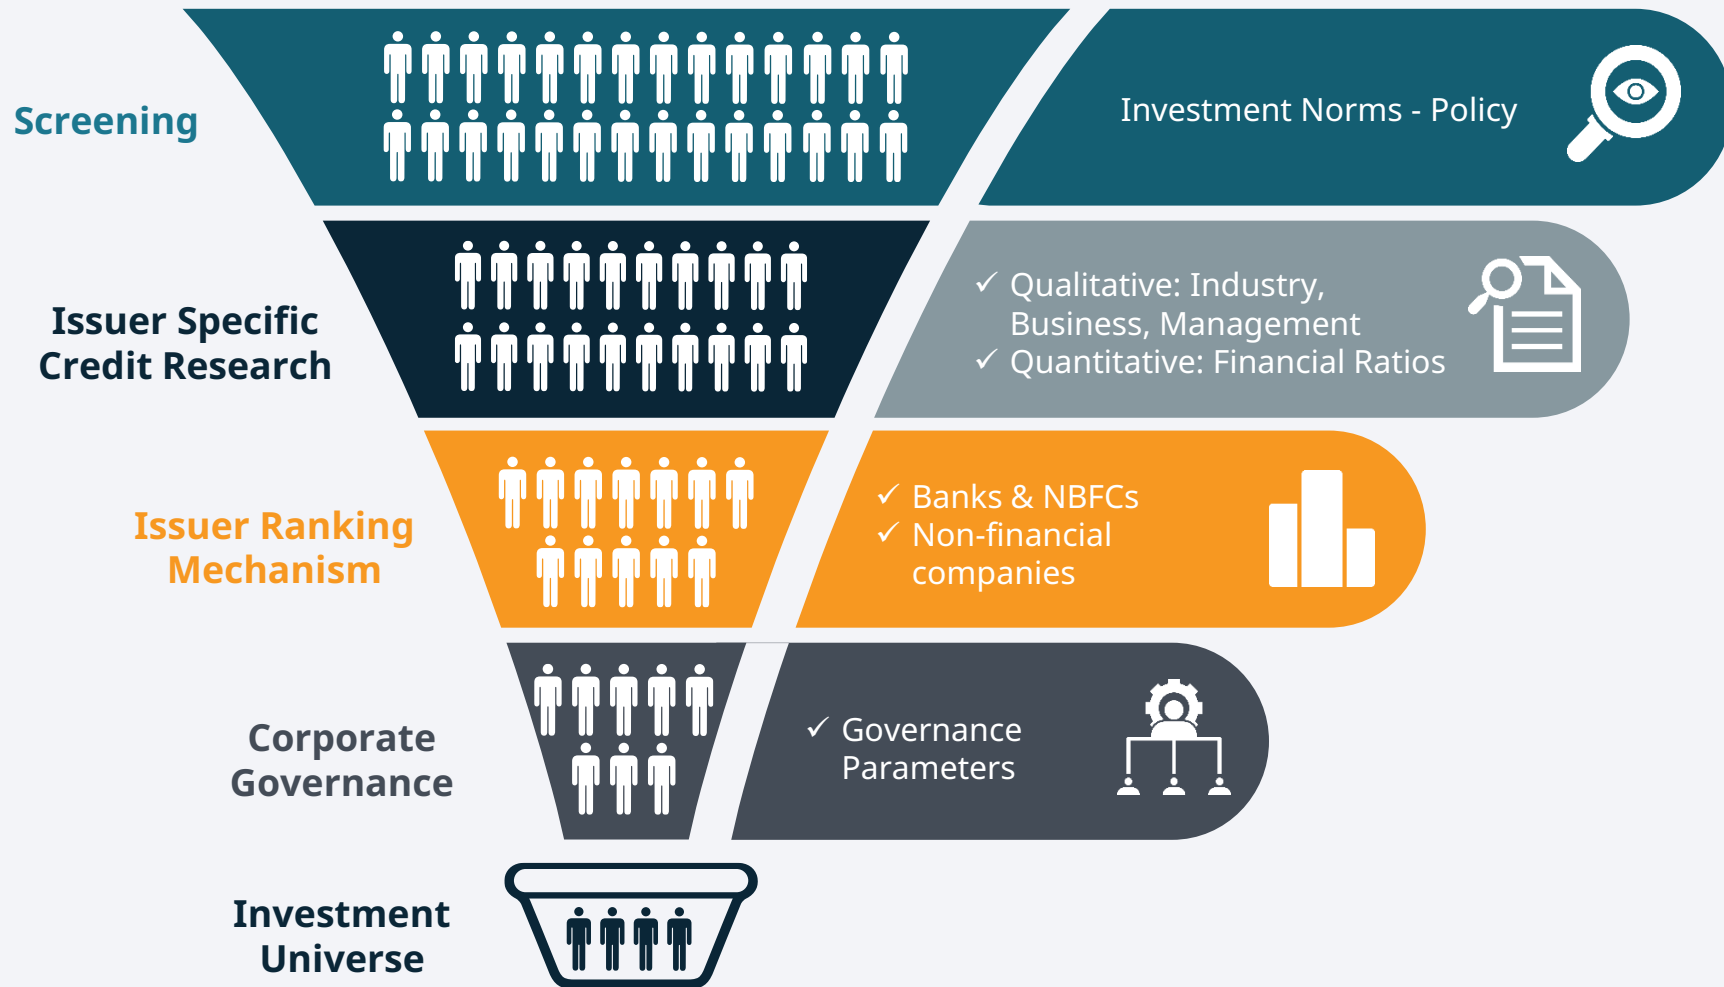 Screening
Investment Norms - Policy
Issuer Specific
Credit Research
✓ Qualitative: Industry,
Business, Management
✓ Quantitative: Financial Ratios
Issuer Ranking
Mechanism
✓ Banks & NBFCs
✓ Non-financial
companies
Corporate
Governance
✓ Governance
Parameters
Investment
Universe